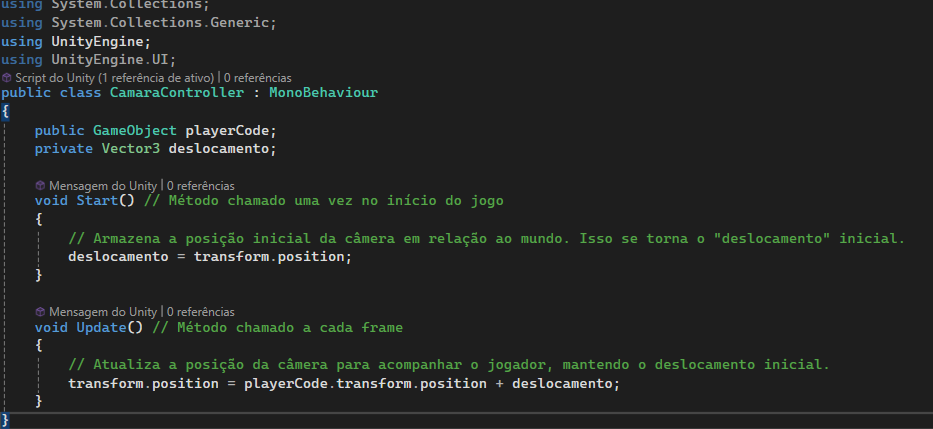 using System.Collections;
using System.Collections.Generic;
using UnityEngine;
using UnityEngine.UI;
Script do Unity (1 referência de ativo) | 0 referências
public class CamaraController : MonoBehaviour
{
public GameObject playerCode;
private Vector3 deslocamento;
Mensagem do Unity | 0 referências
void Start() // Método chamado uma vez no início do jogo
{
// Armazena a posição inicial da câmera em relação ao mundo. Isso se torna o "deslocamento" inicial.
deslocamento = transform.position;
}
Mensagem do Unity | 0 referências
void Update() // Método chamado a cada frame
{
// Atualiza a posição da câmera para acompanhar o jogador, mantendo o deslocamento inicial.
transform.position = playerCode.transform.position + deslocamento;
}
}